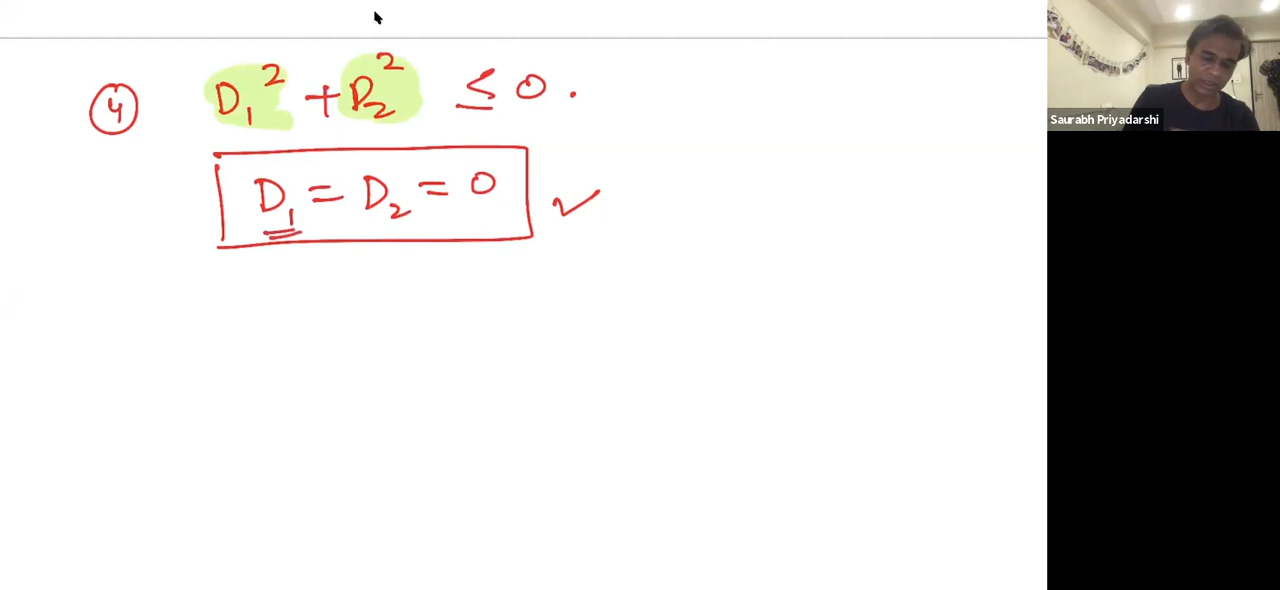 ④ D₁² + D₂² ≤ 0.
D₁ = D₂ = 0 ✓
Saurabh Priyadarshi